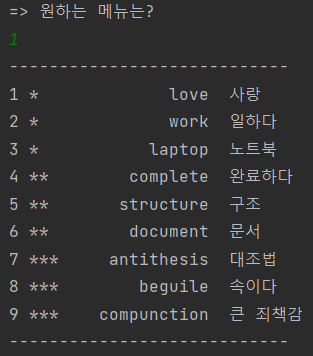 => 원하는 메뉴는?
1
----------------------------
1 *             love  사랑
2 *             work  일하다
3 *           laptop  노트북
4 **        complete  완료하다
5 **       structure  구조
6 **        document  문서
7 ***     antithesis  대조법
8 ***        beguile  속이다
9 ***    compunction  큰 죄책감
----------------------------